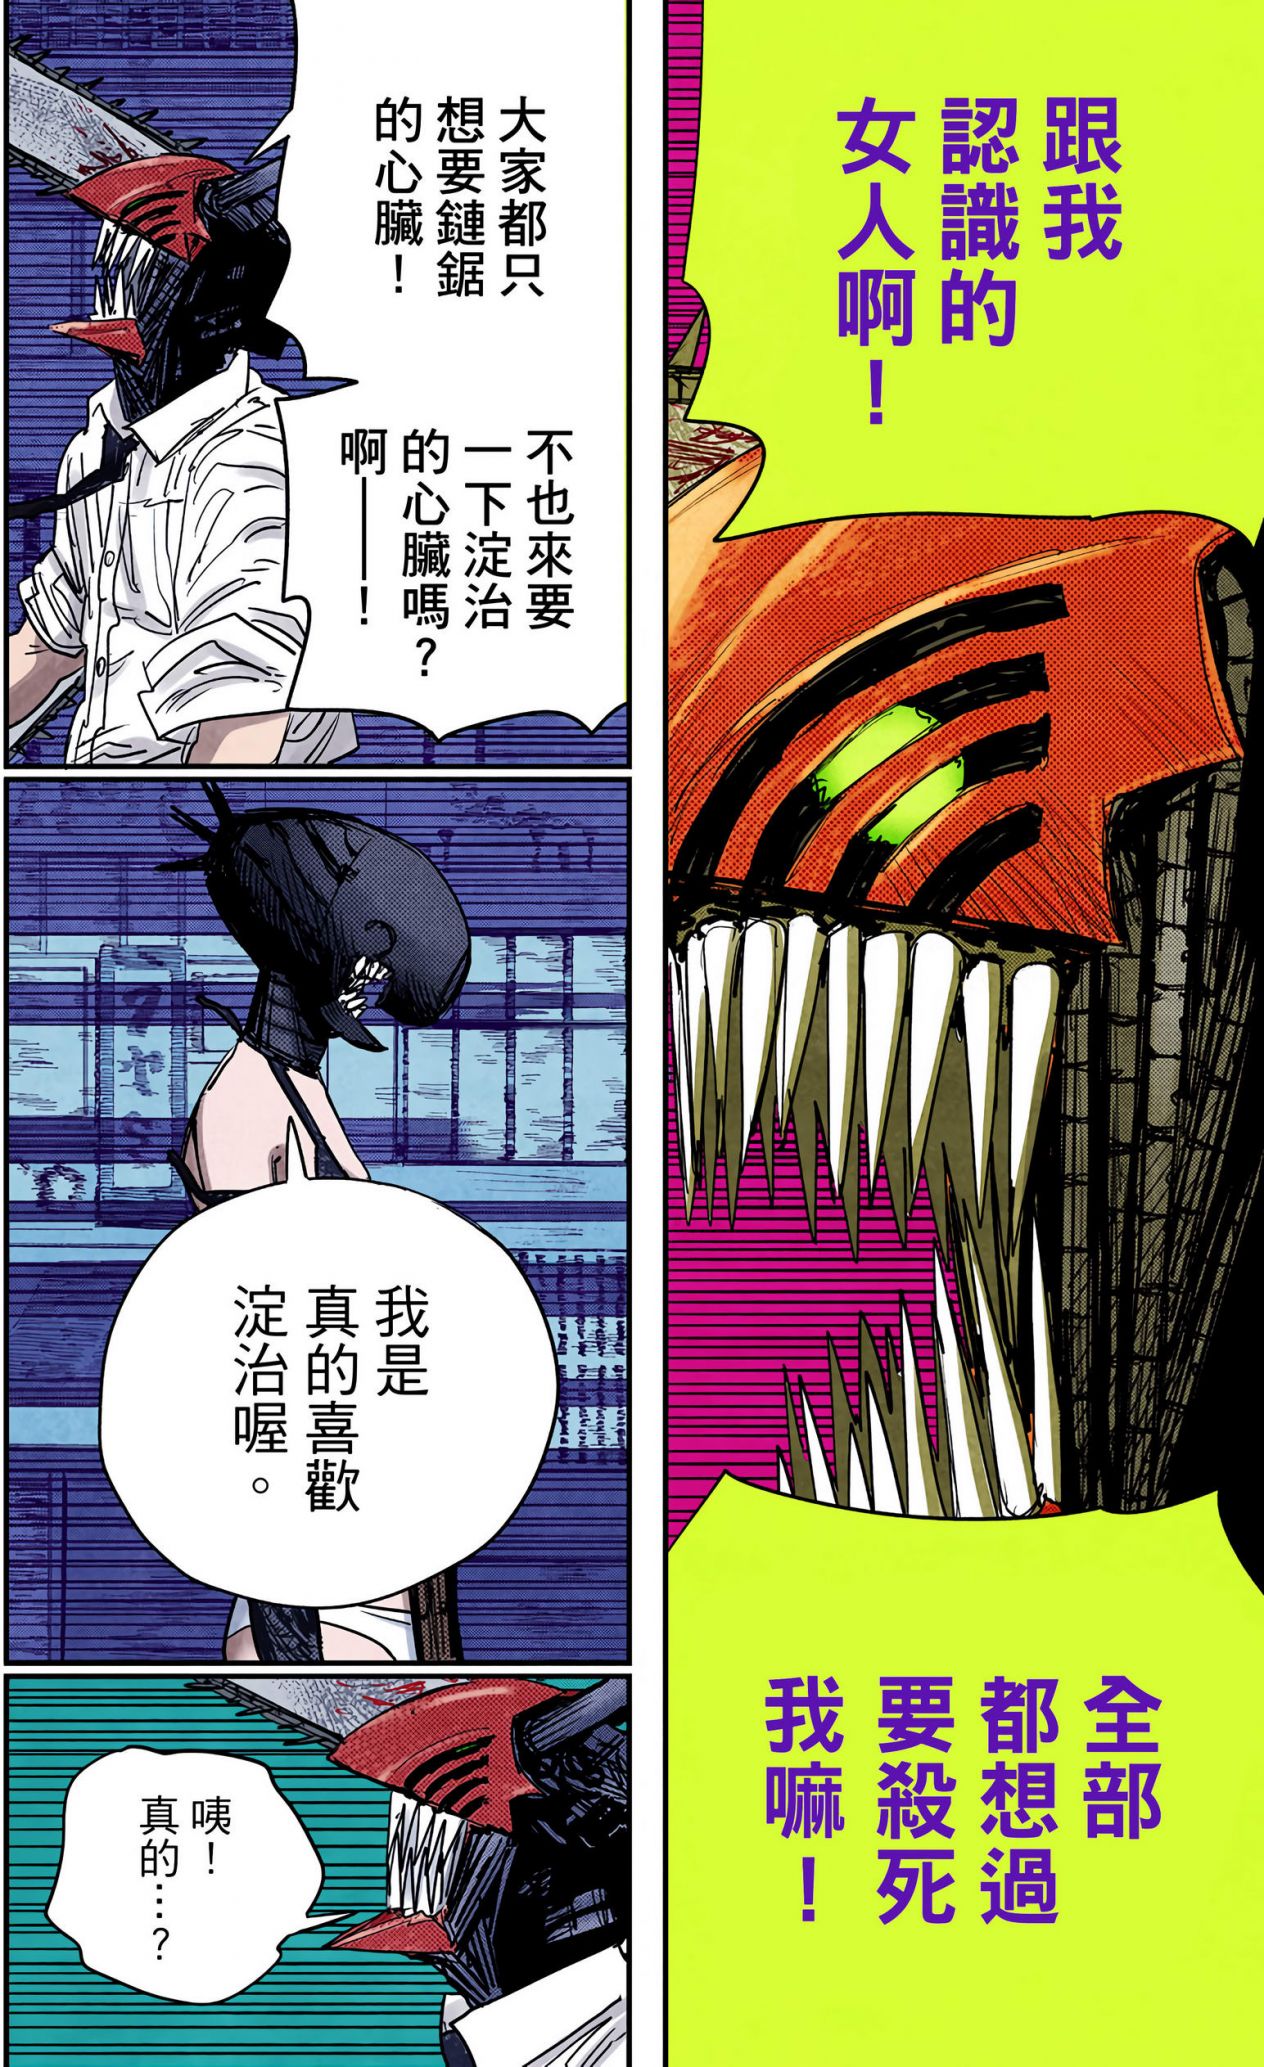 跟我
認識的
女人啊！
全部
都想過
要殺死
我嘛！
大家都只
想要鏈鋸
的心臟！
不也來要
一下淀治
的心臟嗎？
啊——！
我是
真的喜歡
淀治喔。
咦！
真的…？